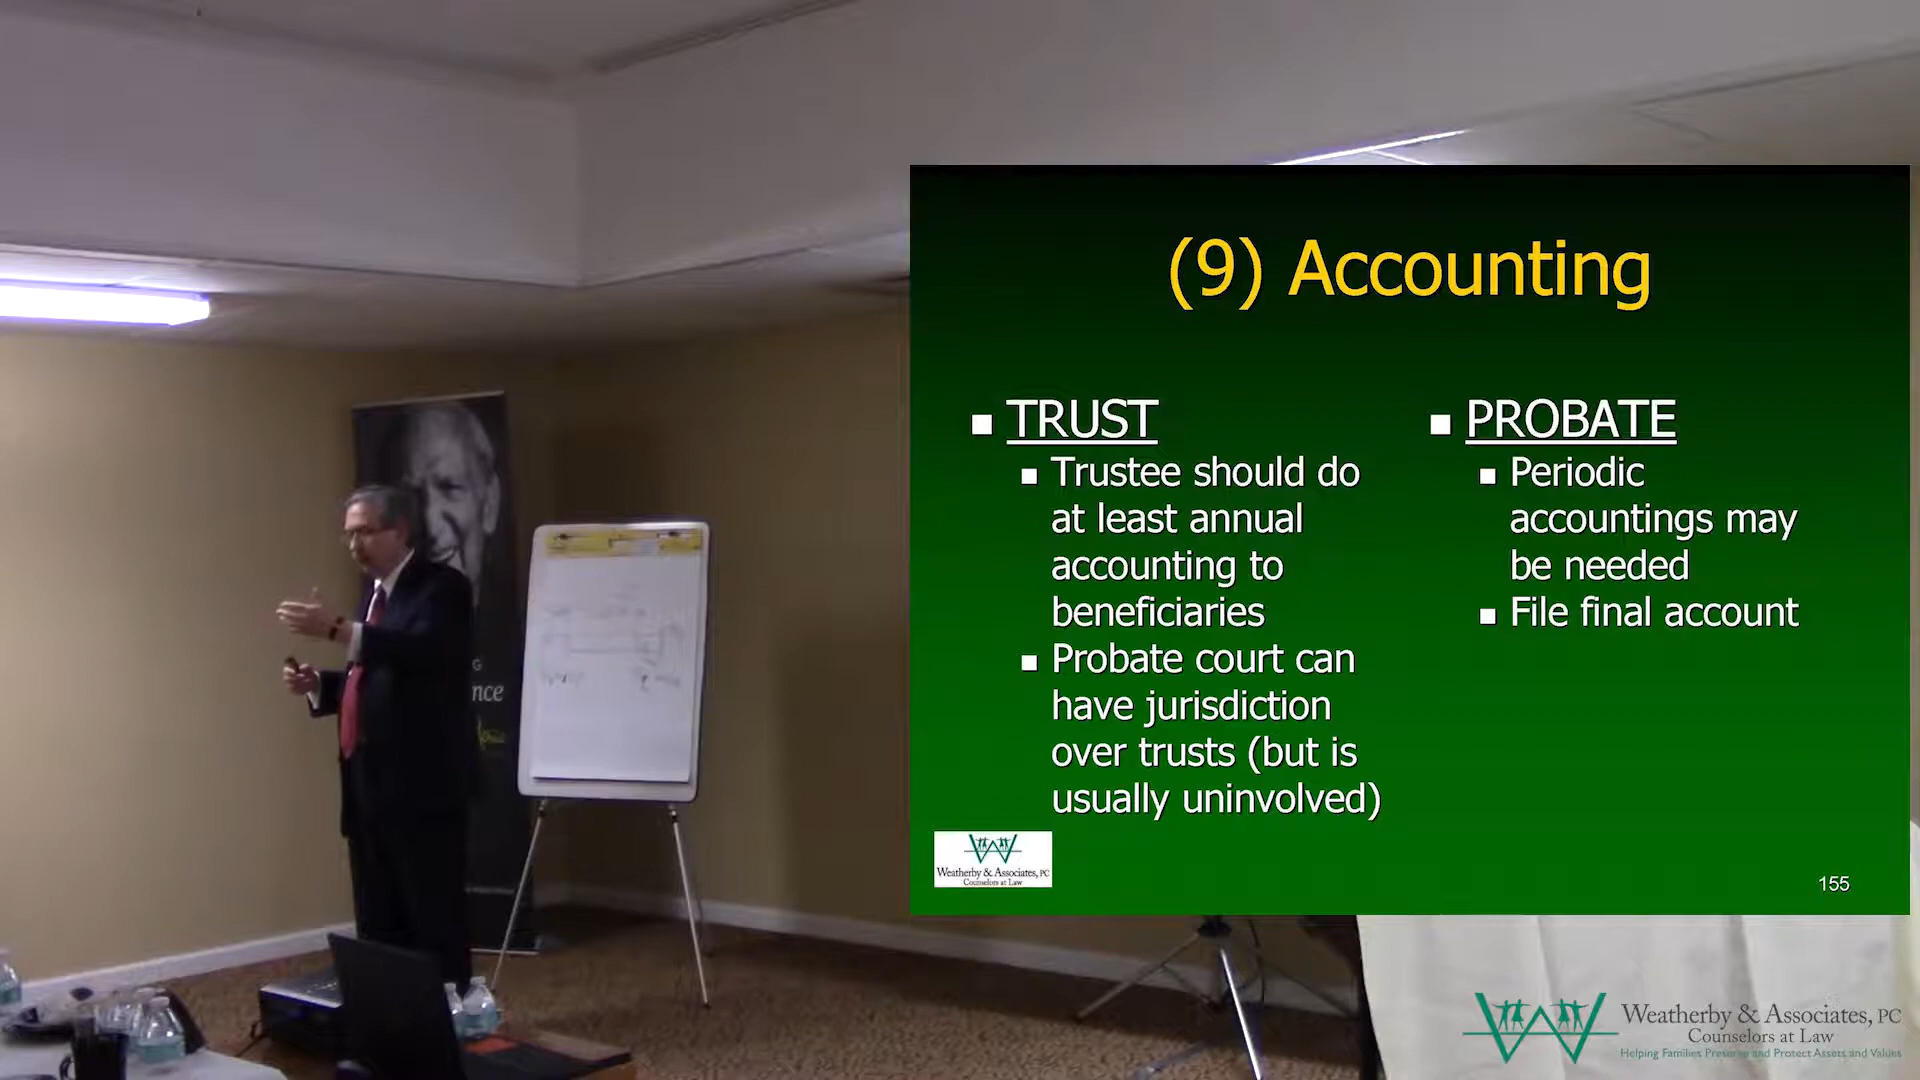 (9) Accounting
TRUST
Trustee should do
at least annual
accounting to
beneficiaries
Probate court can
have jurisdiction
over trusts (but is
usually uninvolved)
PROBATE
Periodic
accountings may
be needed
File final account
Weatherby & Associates, PC
Counselors at Law
155
G
nce
Weatherby & Associates, PC
Counselors at Law
Helping Families Preserve and Protect Assets and Values